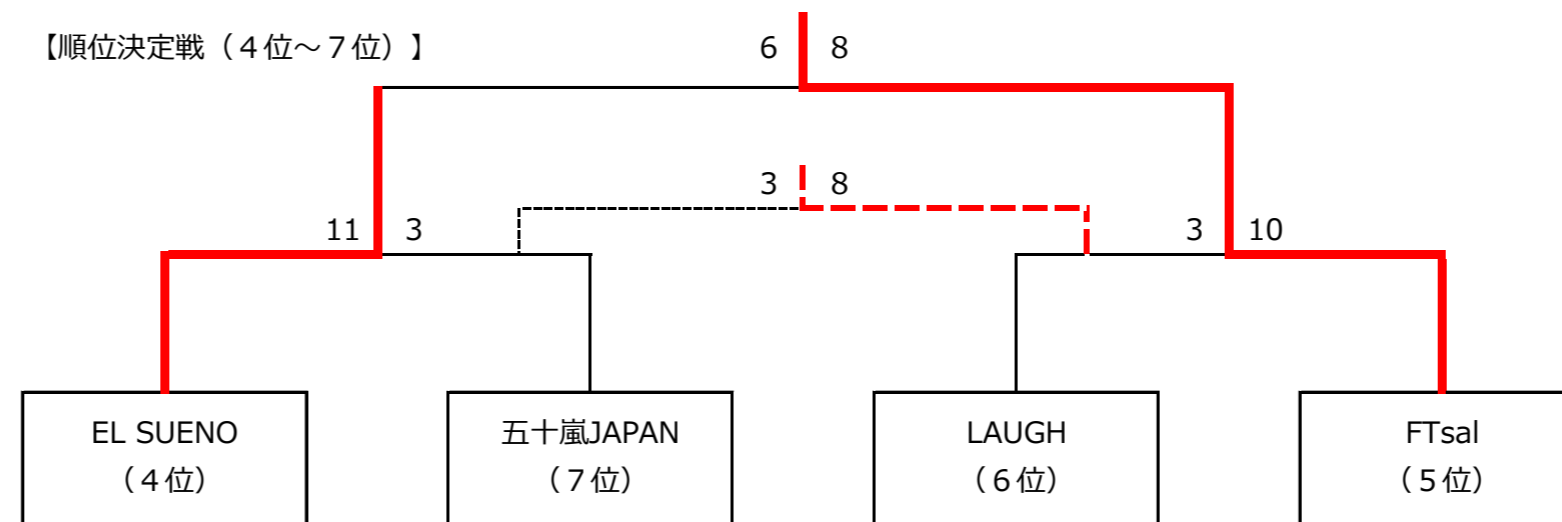 【順位決定戦（４位～７位）】
6 8
3 8
11 3
3 10
EL SUENO
（４位）
五十嵐JAPAN
（７位）
LAUGH
（６位）
FTsal
（５位）